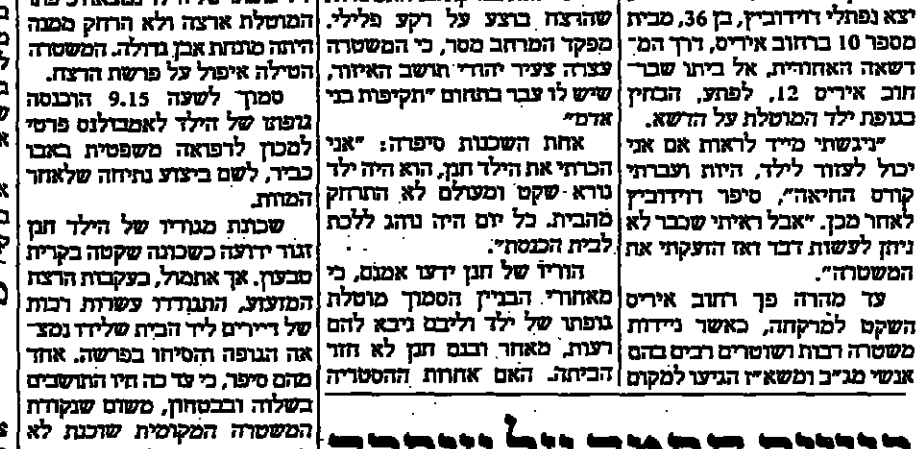 יצא נפתלי דוידוביץ, בן 36, מבית
מספר 10 ברחוב איריס, דרך המ־
דשאה האחורית, אל ביתו שבר־
חוב איריס 12, לפתע, הבחין
בגופת ילד המוטלת על הדשא.
"ניגשתי מייד לראות אם אני
יכול לעזור לילד, היות ועברתי
קורס החיאה", סיפר דוידוביץ
לאחר מכן. "אבל ראיתי שכבר לא
ניתן לעשות דבר ואז הזעקתי את
המשטרה".
עד מהרה פך רחוב איריס
השקט למרקחה, כאשר ניידות
משטרה רבות ושוטרים רבים בהם
אנשי מג"ב ומשא"ז הגיעו למקום
שהרצח בוצע על רקע פלילי.
מפקד המרחב מסר, כי המשטרה
עצרה צעיר יהודי תושב האיזור,
שיש לו עבר בתחום "תקיפות בני
אדם"
אחת השכנות סיפרה: "אני
הכרתי את הילד חנן, הוא היה ילד
נורא שקט ומעולם לא התרחק
מהבית. כל יום היה נוהג ללכת
לבית הכנסת".
הוריו של חנן ידעו אמנם, כי
מאחורי הבניין הסמוך מוטלת
גופתו של ילד וליבם ניבא להם
רעות, מאחר ובנם חנן לא חזר
הביתה. האם אחוזת ההסטריה
המוטלת ארצה ולא הרחק ממנה
היתה מונחת אבן גדולה. המשטרה
הטילה איפול על פרשת הרצח.
סמוך לשעה 9.15 הוכנסה
גופתו של הילד לאמבולנס פרטי
למכון לרפואה משפטית באבו
כביר, לשם ביצוע נתיחה שלאחר
המוות.
שכונת מגוריו של הילד חנן
זגורי ידועה כשכונה שקטה בקרית
טבעון. אך אתמול, בעקבות הרצח
המזעזע, התגודדו עשרות רבות
של דיירים ליד הבית שלידו נמצ־
אה הגופה והסיחו בפרשה. אחד
מהם סיפר, כי עד כה חיו התושבים
בשלווה ובבטחון, משום שנקודת
המשטרה המקומית שוכנת לא